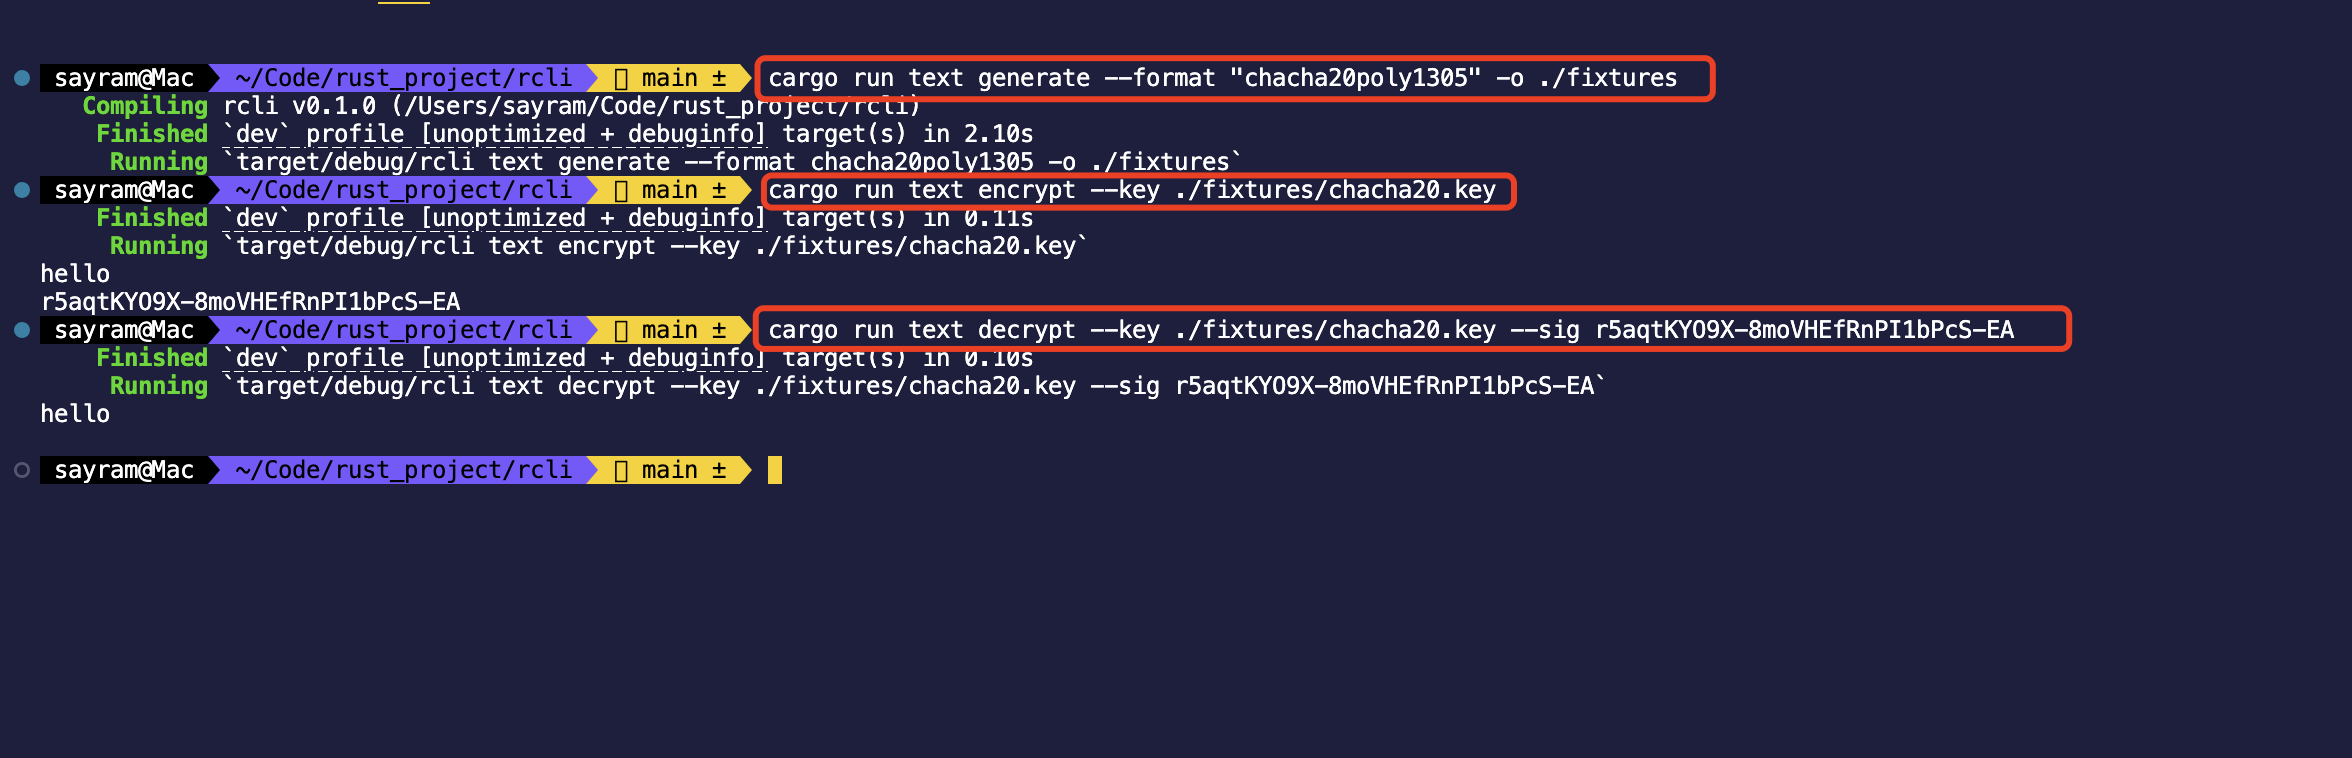 sayram@Mac ~/Code/rust_project/rcli main ± cargo run text generate --format "chacha20poly1305" -o ./fixtures
Compiling rcli v0.1.0 (/Users/sayram/Code/rust_project/rcli)
Finished `dev` profile [unoptimized + debuginfo] target(s) in 2.10s
Running `target/debug/rcli text generate --format chacha20poly1305 -o ./fixtures`
sayram@Mac ~/Code/rust_project/rcli main ± cargo run text encrypt --key ./fixtures/chacha20.key
Finished `dev` profile [unoptimized + debuginfo] target(s) in 0.11s
Running `target/debug/rcli text encrypt --key ./fixtures/chacha20.key`
hello
r5aqtKYO9X-8moVHEfRnPI1bPcS-EA
sayram@Mac ~/Code/rust_project/rcli main ± cargo run text decrypt --key ./fixtures/chacha20.key --sig r5aqtKYO9X-8moVHEfRnPI1bPcS-EA
Finished `dev` profile [unoptimized + debuginfo] target(s) in 0.10s
Running `target/debug/rcli text decrypt --key ./fixtures/chacha20.key --sig r5aqtKYO9X-8moVHEfRnPI1bPcS-EA`
hello
sayram@Mac ~/Code/rust_project/rcli main ±